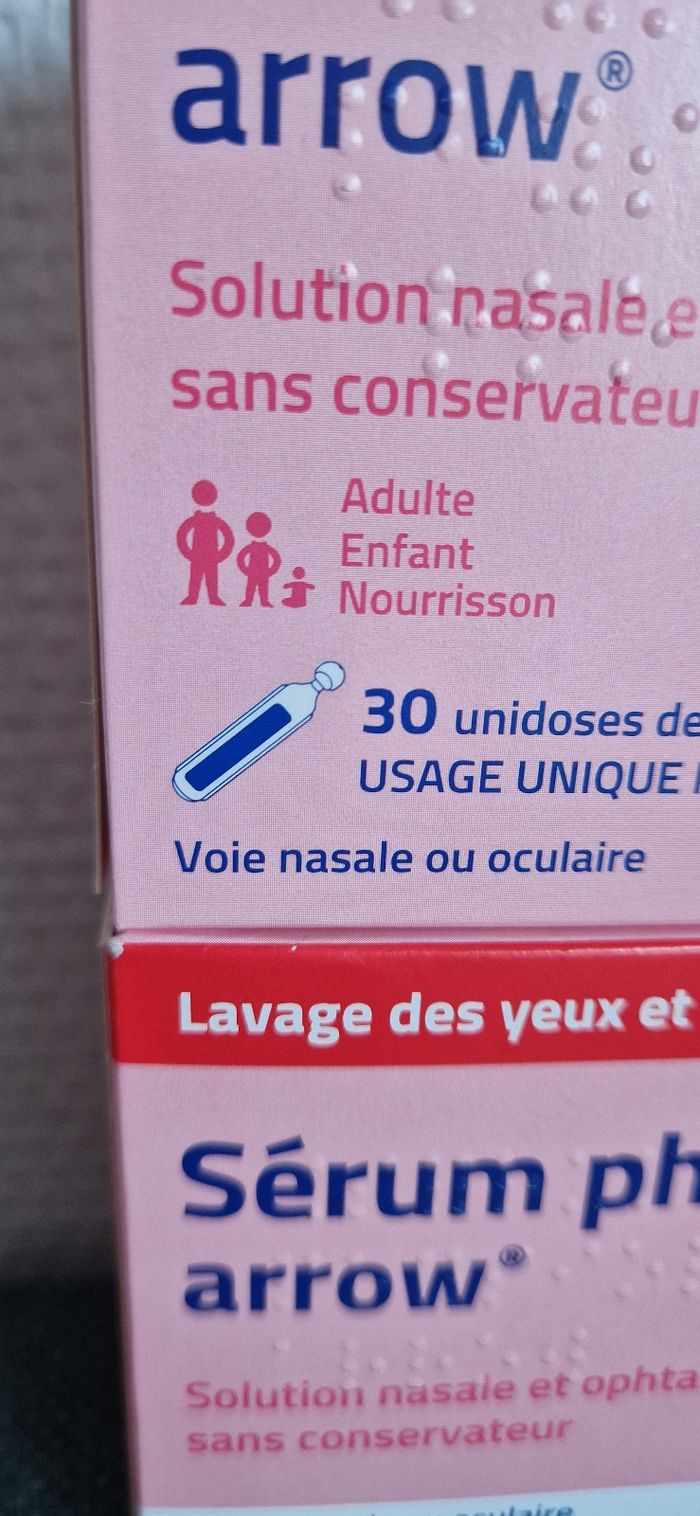 arrow®
Solution nasale e
sans conservateu
Adulte
Enfant
Nourrisson
30 unidoses de
USAGE UNIQUE
Voie nasale ou oculaire
Lavage des yeux et
Sérum ph
arrow®
Solution nasale et ophta
sans conservateur
oculaire